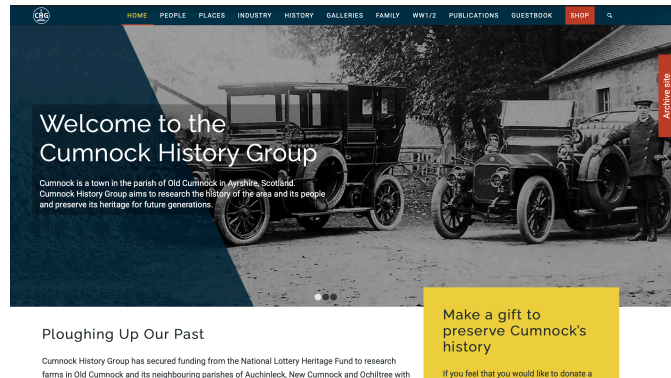 CHG
HOME PEOPLE PLACES INDUSTRY HISTORY GALLERIES FAMILY WW1/2 PUBLICATIONS GUESTBOOK SHOP
Archive site
Welcome to the
Cumnock History Group
Cumnock is a town in the parish of Old Cumnock in Ayrshire, Scotland.
Cumnock History Group aims to research the history of the area and its people
and preserve its heritage for future generations.
Ploughing Up Our Past
Cumnock History Group has secured funding from the National Lottery Heritage Fund to research
farms in Old Cumnock and its neighbouring parishes of Auchinleck, New Cumnock and Ochiltree with
Make a gift to
preserve Cumnock's
history
If you feel that you would like to donate a